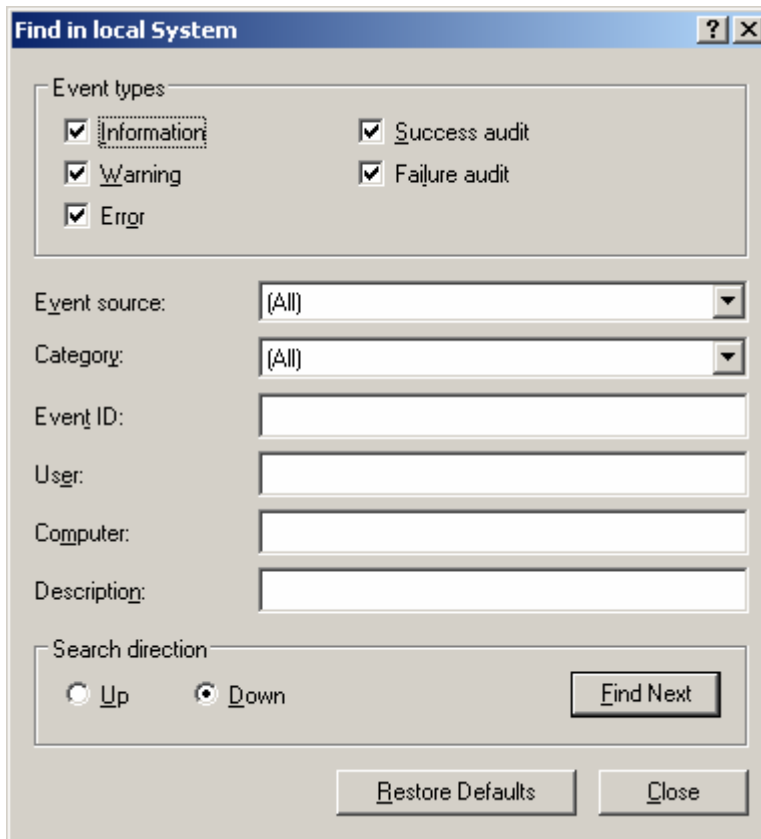 Find in local System
Event types
Information
Success audit
Warning
Failure audit
Error
Event source: (All)
Category: (All)
Event ID:
User:
Computer:
Description:
Search direction
Up Down Find Next
Restore Defaults Close